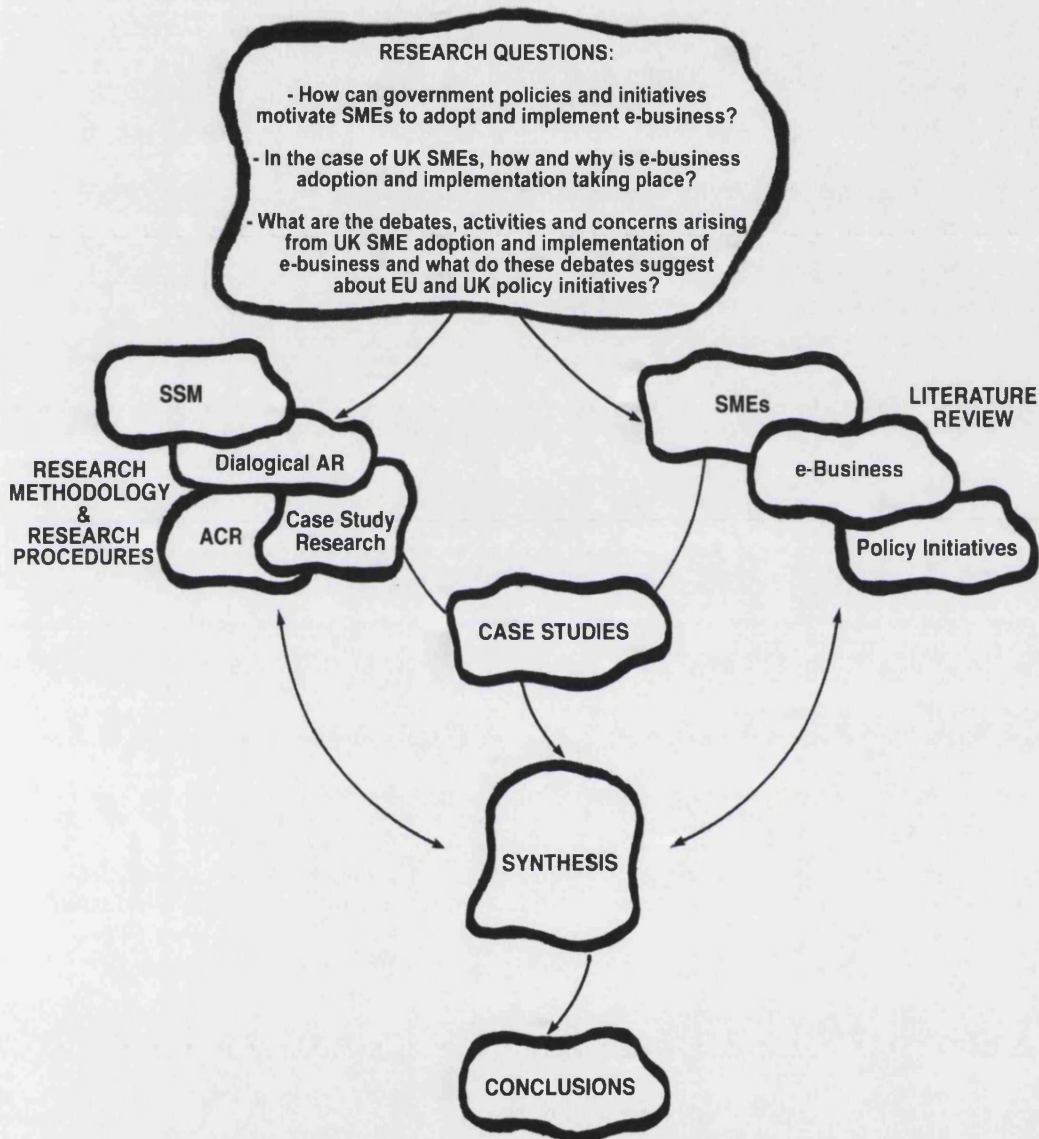 RESEARCH QUESTIONS:
- How can government policies and initiatives
motivate SMEs to adopt and implement e-business?
- In the case of UK SMEs, how and why is e-business
adoption and implementation taking place?
- What are the debates, activities and concerns arising
from UK SME adoption and implementation of
e-business and what do these debates suggest
about EU and UK policy initiatives?
SSM
Dialogical AR
ACR
Case Study
Research
RESEARCH
METHODOLOGY
&
RESEARCH
PROCEDURES
SMEs
e-Business
Policy Initiatives
LITERATURE
REVIEW
CASE STUDIES
SYNTHESIS
CONCLUSIONS